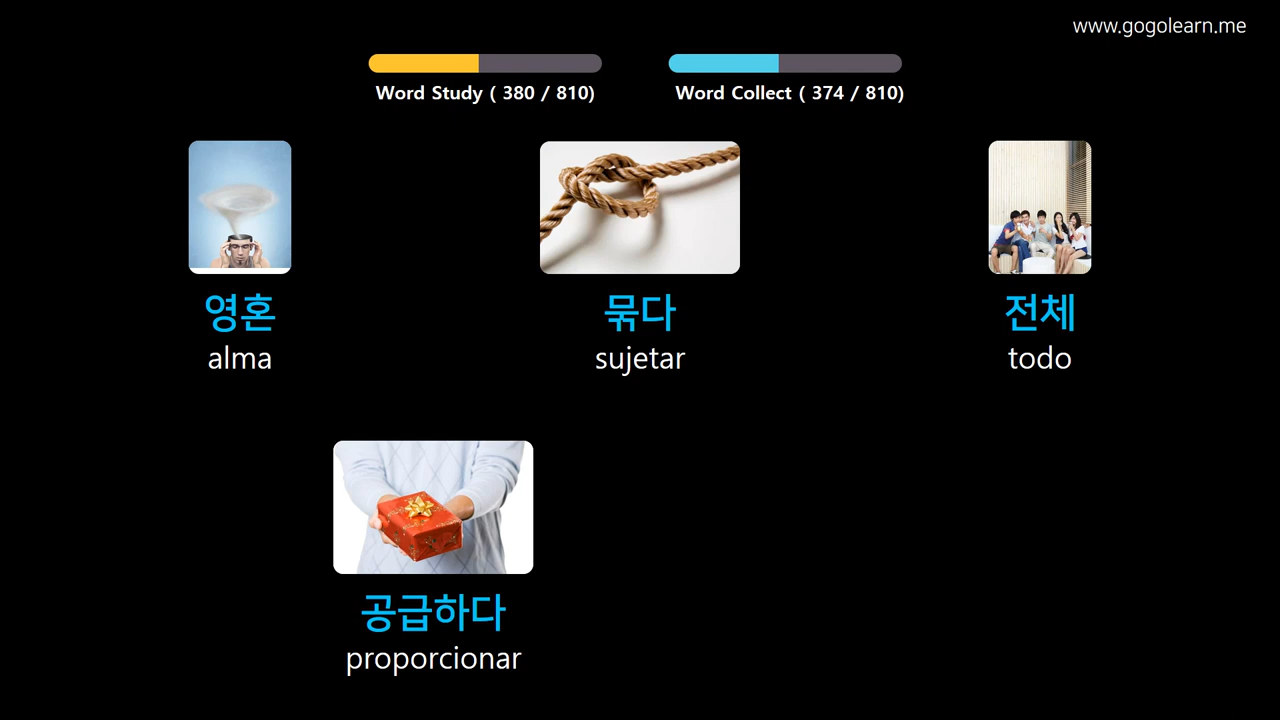 www.gogolearn.me
Word Study ( 380 / 810)
Word Collect ( 374 / 810)
영혼
alma
묶다
sujetar
전체
todo
공급하다
proporcionar